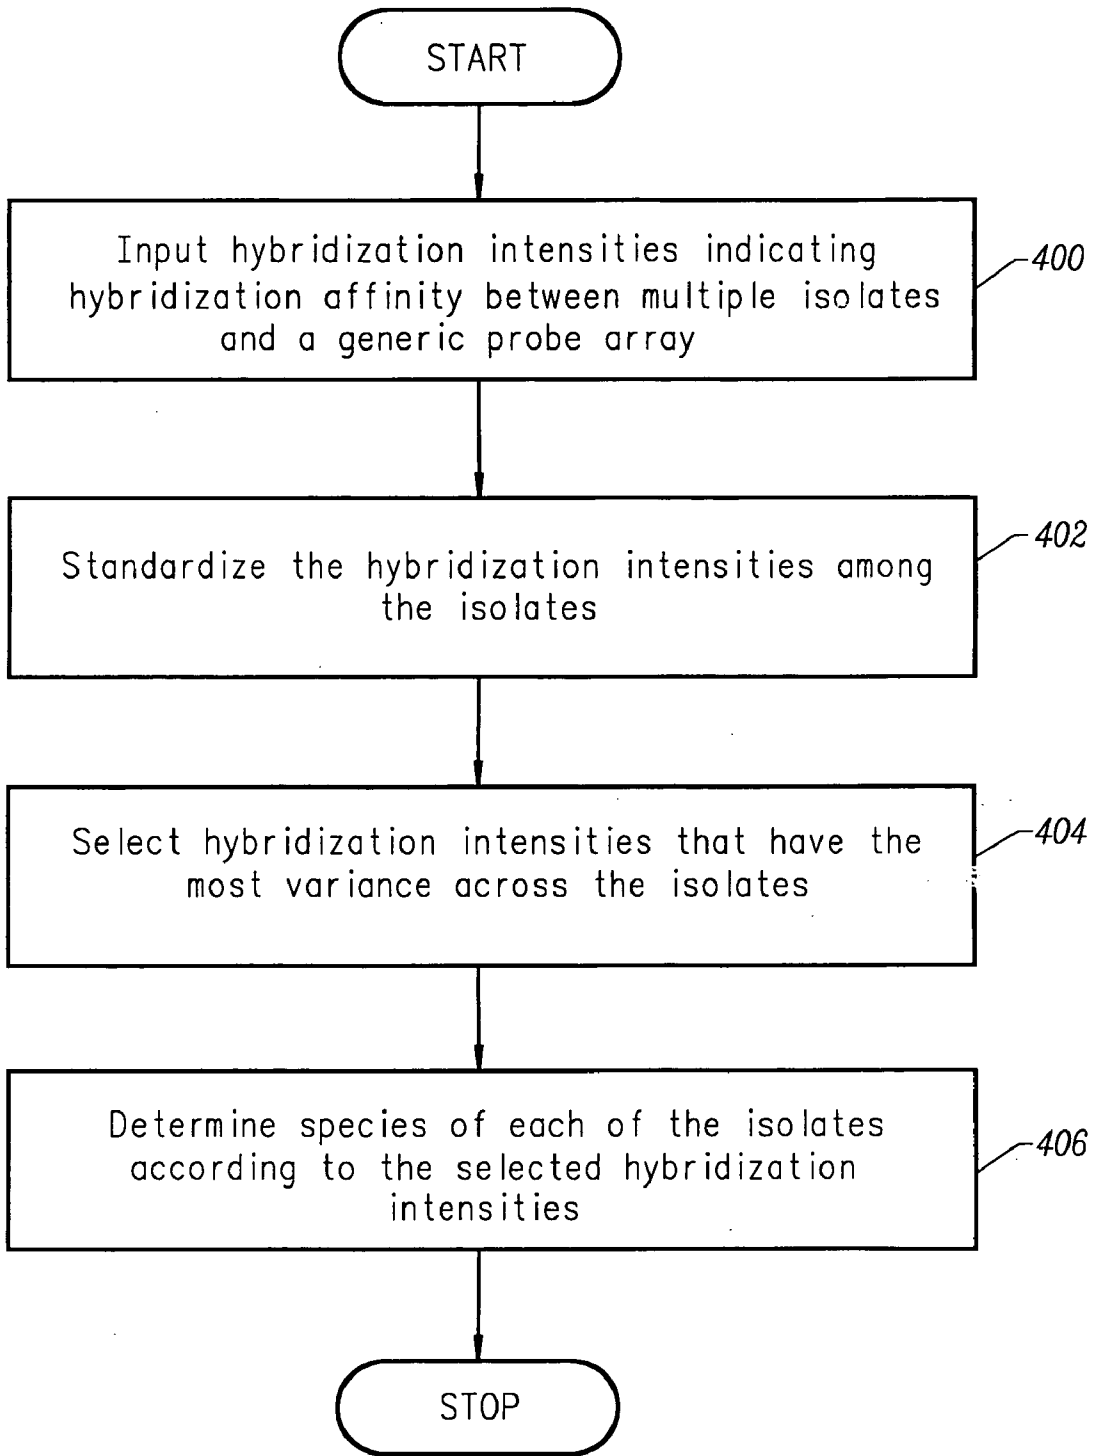 START
Input hybridization intensities indicating
hybridization affinity between multiple isolates
and a generic probe array
400
Standardize the hybridization intensities among
the isolates
402
Select hybridization intensities that have the
most variance across the isolates
404
Determine species of each of the isolates
according to the selected hybridization
intensities
406
STOP